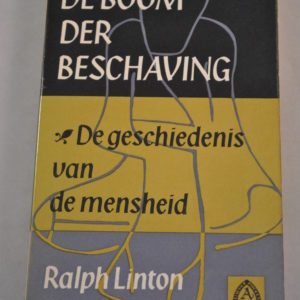 DE BOOM
DER
BESCHAVING
De geschiedenis
van
de mensheid
Ralph Linton